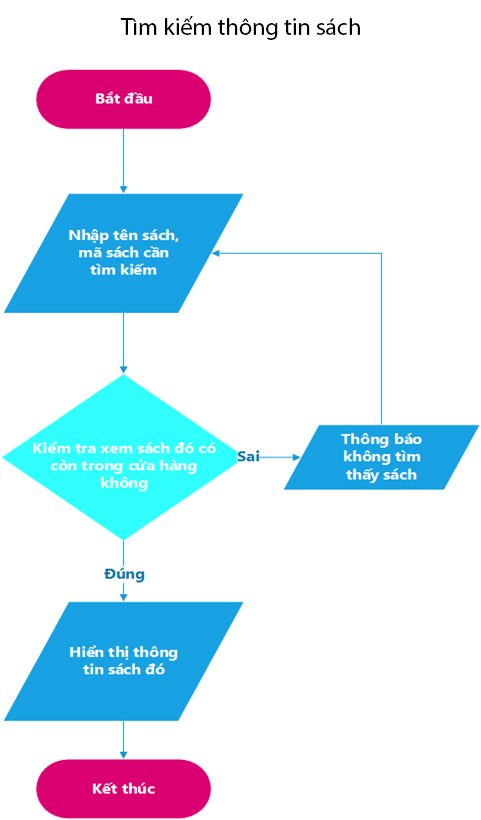 Tìm kiếm thông tin sách
Bắt đầu
Nhập tên sách,
mã sách cần
tìm kiếm
Kiểm tra xem sách đó có
còn trong cửa hàng
không
Sai
Thông báo
không tìm
thấy sách
Đúng
Hiển thị thông
tin sách đó
Kết thúc